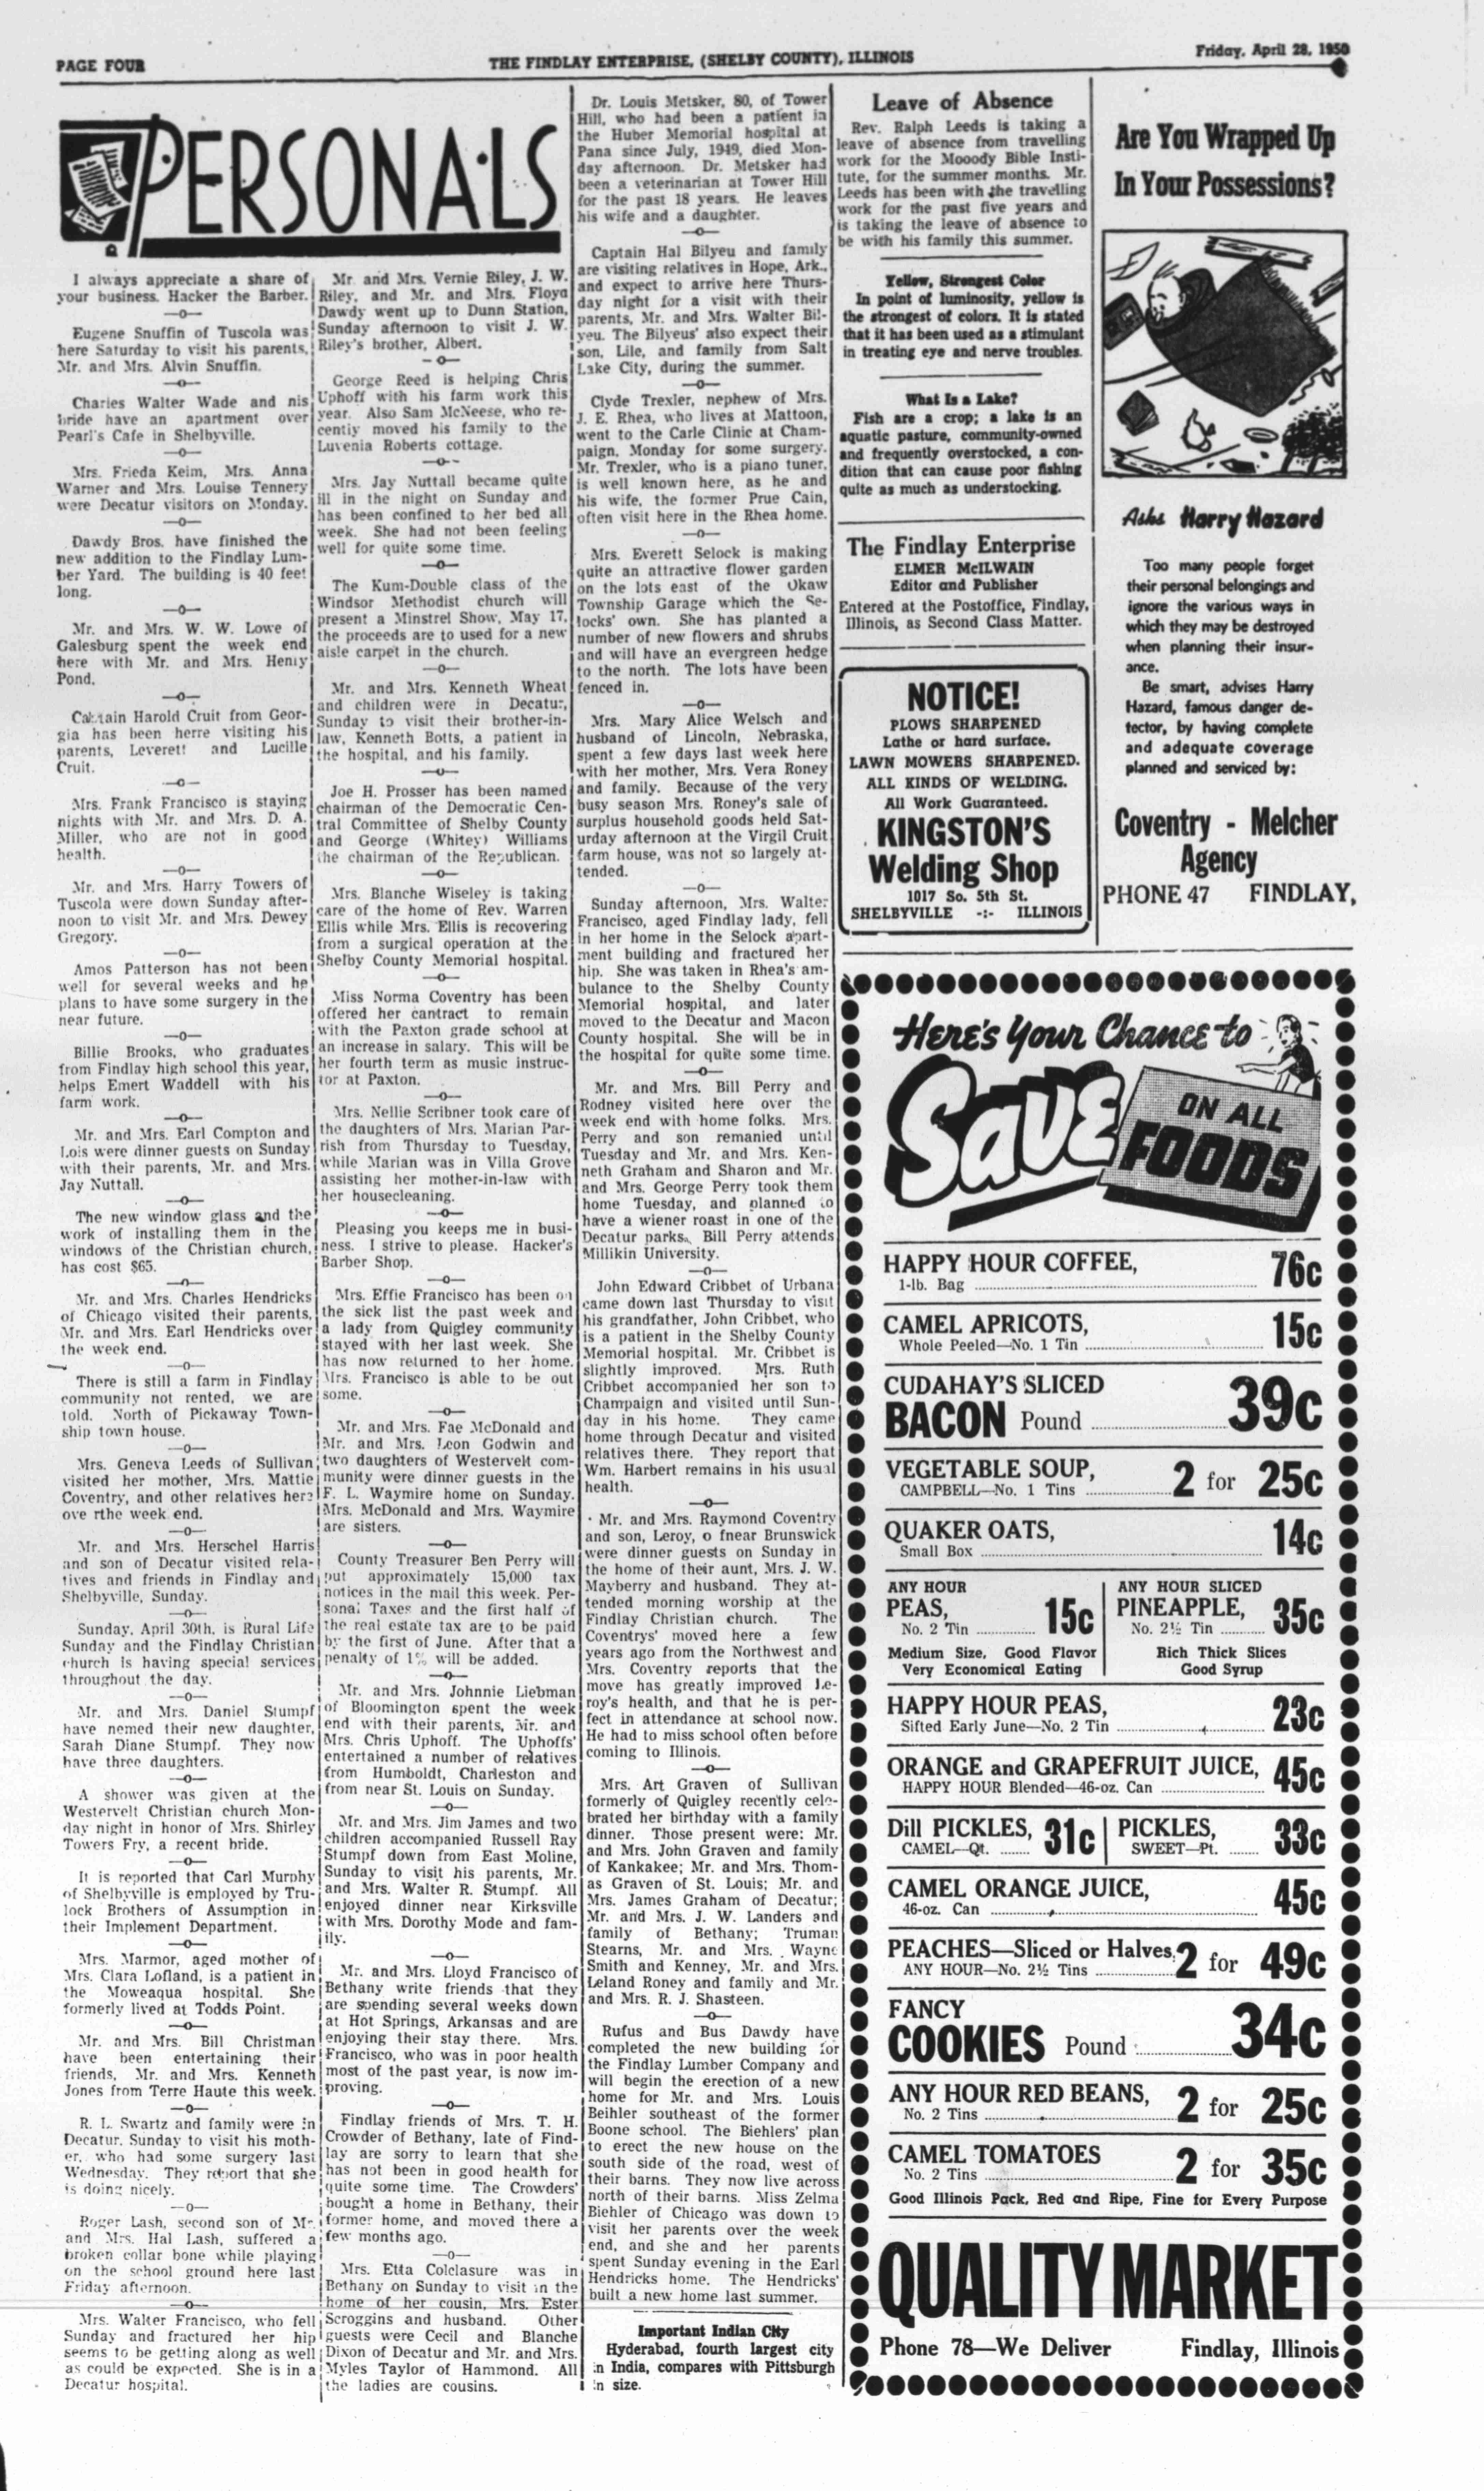 PAGE FOUR
THE FINDLAY ENTERPRISE, (SHELBY COUNTY), ILLINOIS
Friday, April 28, 1950
PERSONALS
I always appreciate a share of
your business. Hacker the Barber.
—o—
Eugene Snuffin of Tuscola was
here Saturday to visit his parents,
Mr. and Mrs. Alvin Snuffin.
—o—
Charles Walter Wade and nis
bride have an apartment over
Pearl's Cafe in Shelbyville.
—o—
Mrs. Frieda Keim, Mrs. Anna
Warner and Mrs. Louise Tennery
were Decatur visitors on Monday.
—o—
Dawdy Bros. have finished the
new addition to the Findlay Lum-
ber Yard. The building is 40 feet
long.
—o—
Mr. and Mrs. W. W. Lowe of
Galesburg spent the week end
here with Mr. and Mrs. Henry
Pond.
—o—
Captain Harold Cruit from Geor-
gia has been herre visiting his
parents, Leverett and Lucille
Cruit.
—o—
Mrs. Frank Francisco is staying
nights with Mr. and Mrs. D. A.
Miller, who are not in good
health.
—o—
Mr. and Mrs. Harry Towers of
Tuscola were down Sunday after-
noon to visit Mr. and Mrs. Dewey
Gregory.
—o—
Amos Patterson has not been
well for several weeks and he
plans to have some surgery in the
near future.
—o—
Billie Brooks, who graduates
from Findlay high school this year,
helps Emert Waddell with his
farm work.
—o—
Mr. and Mrs. Earl Compton and
Lois were dinner guests on Sunday
with their parents, Mr. and Mrs.
Jay Nuttall.
—o—
The new window glass and the
work of installing them in the
windows of the Christian church,
has cost $65.
—o—
Mr. and Mrs. Charles Hendricks
of Chicago visited their parents,
Mr. and Mrs. Earl Hendricks over
the week end.
—o—
There is still a farm in Findlay
community not rented, we are
told. North of Pickaway Town-
ship town house.
—o—
Mrs. Geneva Leeds of Sullivan
visited her mother, Mrs. Mattie
Coventry, and other relatives here
ove rthe week end.
—o—
Mr. and Mrs. Herschel Harris
and son of Decatur visited rela-
tives and friends in Findlay and
Shelbyville, Sunday.
—o—
Sunday, April 30th, is Rural Life
Sunday and the Findlay Christian
church is having special services
throughout the day.
—o—
Mr. and Mrs. Daniel Stumpf
have nemed their new daughter,
Sarah Diane Stumpf. They now
have three daughters.
—o—
A shower was given at the
Westervelt Christian church Mon-
day night in honor of Mrs. Shirley
Towers Fry, a recent bride.
—o—
It is reported that Carl Murphy
of Shelbyville is employed by Tru-
lock Brothers of Assumption in
their Implement Department.
—o—
Mrs. Marmor, aged mother of
Mrs. Clara Lofland, is a patient in
the Moweaqua hospital. She
formerly lived at Todds Point.
—o—
Mr. and Mrs. Bill Christman
have been entertaining their
friends, Mr. and Mrs. Kenneth
Jones from Terre Haute this week.
—o—
R. L. Swartz and family were in
Decatur, Sunday to visit his moth-
er, who had some surgery last
Wednesday. They report that she
is doing nicely.
—o—
Roger Lash, second son of Mr.
and Mrs. Hal Lash, suffered a
broken collar bone while playing
on the school ground here last
Friday afternoon.
—o—
Mrs. Walter Francisco, who fell
Sunday and fractured her hip
seems to be getting along as well
as could be expected. She is in a
Decatur hospital.
Mr. and Mrs. Vernie Riley, J. W.
Riley, and Mr. and Mrs. Floyd
Dawdy went up to Dunn Station,
Sunday afternoon to visit J. W.
Riley's brother, Albert.
—o—
George Reed is helping Chris
Uphoff with his farm work this
year. Also Sam McNeese, who re-
cently moved his family to the
Luvenia Roberts cottage.
—o—
Mrs. Jay Nuttall became quite
ill in the night on Sunday and
has been confined to her bed all
week. She had not been feeling
well for quite some time.
—o—
The Kum-Double class of the
Windsor Methodist church will
present a Minstrel Show, May 17,
the proceeds are to used for a new
aisle carpet in the church.
—o—
Mr. and Mrs. Kenneth Wheat
and children were in Decatur,
Sunday to visit their brother-in-
law, Kenneth Botts, a patient in
the hospital, and his family.
—o—
Joe H. Prosser has been named
chairman of the Democratic Cen-
tral Committee of Shelby County
and George (Whitey) Williams
the chairman of the Republican.
—o—
Mrs. Blanche Wiseley is taking
care of the home of Rev. Warren
Ellis while Mrs. Ellis is recovering
from a surgical operation at the
Shelby County Memorial hospital.
—o—
Miss Norma Coventry has been
offered her cantract to remain
with the Paxton grade school at
an increase in salary. This will be
her fourth term as music instruc-
tor at Paxton.
—o—
Mrs. Nellie Scribner took care of
the daughters of Mrs. Marian Par-
rish from Thursday to Tuesday,
while Marian was in Villa Grove
assisting her mother-in-law with
her housecleaning.
—o—
Pleasing you keeps me in busi-
ness. I strive to please. Hacker's
Barber Shop.
—o—
Mrs. Effie Francisco has been on
the sick list the past week and
a lady from Quigley community
stayed with her last week. She
has now returned to her home.
Mrs. Francisco is able to be out
some.
—o—
Mr. and Mrs. Fae McDonald and
Mr. and Mrs. Leon Godwin and
two daughters of Westervelt com-
munity were dinner guests in the
F. L. Waymire home on Sunday.
Mrs. McDonald and Mrs. Waymire
are sisters.
—o—
County Treasurer Ben Perry will
put approximately 15,000 tax
notices in the mail this week. Per-
sonal Taxes and the first half of
the real estate tax are to be paid
by the first of June. After that a
penalty of 1% will be added.
—o—
Mr. and Mrs. Johnnie Liebman
of Bloomington spent the week
end with their parents, Mr. and
Mrs. Chris Uphoff. The Uphoffs'
entertained a number of relatives
from Humboldt, Charleston and
from near St. Louis on Sunday.
—o—
Mr. and Mrs. Jim James and two
children accompanied Russell Ray
Stumpf down from East Moline,
Sunday to visit his parents, Mr.
and Mrs. Walter R. Stumpf. All
enjoyed dinner near Kirksville
with Mrs. Dorothy Mode and fam-
ily.
—o—
Mr. and Mrs. Lloyd Francisco of
Bethany write friends that they
are spending several weeks down
at Hot Springs, Arkansas and are
enjoying their stay there. Mrs.
Francisco, who was in poor health
most of the past year, is now im-
proving.
—o—
Findlay friends of Mrs. T. H.
Crowder of Bethany, late of Find-
lay are sorry to learn that she
has not been in good health for
quite some time. The Crowders'
bought a home in Bethany, their
former home, and moved there a
few months ago.
—o—
Mrs. Etta Colclasure was in
Bethany on Sunday to visit in the
home of her cousin, Mrs. Ester
Scroggins and husband. Other
guests were Cecil and Blanche
Dixon of Decatur and Mr. and Mrs.
Myles Taylor of Hammond. All
the ladies are cousins.
Dr. Louis Metsker, 80, of Tower
Hill, who had been a patient in
the Huber Memorial hospital at
Pana since July, 1949, died Mon-
day afternoon. Dr. Metsker had
been a veterinarian at Tower Hill
for the past 18 years. He leaves
his wife and a daughter.
—o—
Captain Hal Bilyeu and family
are visiting relatives in Hope, Ark.,
and expect to arrive here Thurs-
day night for a visit with their
parents, Mr. and Mrs. Walter Bil-
yeu. The Bilyeus' also expect their
son, Lile, and family from Salt
Lake City, during the summer.
—o—
Clyde Trexler, nephew of Mrs.
J. E. Rhea, who lives at Mattoon,
went to the Carle Clinic at Cham-
paign, Monday for some surgery.
Mr. Trexler, who is a piano tuner,
is well known here, as he and
his wife, the former Prue Cain,
often visit here in the Rhea home.
—o—
Mrs. Everett Selock is making
quite an attractive flower garden
on the lots east of the Okaw
Township Garage which the Se-
locks' own. She has planted a
number of new flowers and shrubs
and will have an evergreen hedge
to the north. The lots have been
fenced in.
—o—
Mrs. Mary Alice Welsch and
husband of Lincoln, Nebraska,
spent a few days last week here
with her mother, Mrs. Vera Roney
and family. Because of the very
busy season Mrs. Roney's sale of
surplus household goods held Sat-
urday afternoon at the Virgil Cruit
farm house, was not so largely at-
tended.
—o—
Sunday afternoon, Mrs. Walter
Francisco, aged Findlay lady, fell
in her home in the Selock apart-
ment building and fractured her
hip. She was taken in Rhea's am-
bulance to the Shelby County
Memorial hospital, and later
moved to the Decatur and Macon
County hospital. She will be in
the hospital for quite some time.
—o—
Mr. and Mrs. Bill Perry and
Rodney visited here over the
week end with home folks. Mrs.
Perry and son remanied until
Tuesday and Mr. and Mrs. Ken-
neth Graham and Sharon and Mr.
and Mrs. George Perry took them
home Tuesday, and planned to
have a wiener roast in one of the
Decatur parks. Bill Perry attends
Millikin University.
—o—
John Edward Cribbet of Urbana
came down last Thursday to visit
his grandfather, John Cribbet, who
is a patient in the Shelby County
Memorial hospital. Mr. Cribbet is
slightly improved. Mrs. Ruth
Cribbet accompanied her son to
Champaign and visited until Sun-
day in his home. They came
home through Decatur and visited
relatives there. They report that
Wm. Harbert remains in his usual
health.
—o—
Mr. and Mrs. Raymond Coventry
and son, Leroy, o fnear Brunswick
were dinner guests on Sunday in
the home of their aunt, Mrs. J. W.
Mayberry and husband. They at-
tended morning worship at the
Findlay Christian church. The
Coventrys' moved here a few
years ago from the Northwest and
Mrs. Coventry reports that the
move has greatly improved Le-
roy's health, and that he is per-
fect in attendance at school now.
He had to miss school often before
coming to Illinois.
—o—
Mrs. Art Graven of Sullivan
formerly of Quigley recently cele-
brated her birthday with a family
dinner. Those present were: Mr.
and Mrs. John Graven and family
of Kankakee; Mr. and Mrs. Thom-
as Graven of St. Louis; Mr. and
Mrs. James Graham of Decatur;
Mr. and Mrs. J. W. Landers and
family of Bethany; Truman
Stearns, Mr. and Mrs. Wayne
Smith and Kenney, Mr. and Mrs.
Leland Roney and family and Mr.
and Mrs. R. J. Shasteen.
—o—
Rufus and Bus Dawdy have
completed the new building for
the Findlay Lumber Company and
will begin the erection of a new
home for Mr. and Mrs. Louis
Beihler southeast of the former
Boone school. The Biehlers' plan
to erect the new house on the
south side of the road, west of
their barns. They now live across
north of their barns. Miss Zelma
Biehler of Chicago was down to
visit her parents over the week
end, and she and her parents
spent Sunday evening in the Earl
Hendricks home. The Hendricks'
built a new home last summer.
Important Indian City
Hyderabad, fourth largest city
in India, compares with Pittsburgh
in size.
Leave of Absence
Rev. Ralph Leeds is taking a
leave of absence from travelling
work for the Mooody Bible Insti-
tute, for the summer months. Mr.
Leeds has been with the travelling
work for the past five years and
is taking the leave of absence to
be with his family this summer.
Yellow, Strongest Color
In point of luminosity, yellow is
the strongest of colors. It is stated
that it has been used as a stimulant
in treating eye and nerve troubles.
What Is a Lake?
Fish are a crop; a lake is an
aquatic pasture, community-owned
and frequently overstocked, a con-
dition that can cause poor fishing
quite as much as understocking.
The Findlay Enterprise
ELMER McILWAIN
Editor and Publisher
Entered at the Postoffice, Findlay,
Illinois, as Second Class Matter.
NOTICE!
PLOWS SHARPENED
Lathe or hard surface.
LAWN MOWERS SHARPENED.
ALL KINDS OF WELDING.
All Work Guaranteed.
KINGSTON'S
Welding Shop
1017 So. 5th St.
SHELBYVILLE -:- ILLINOIS
Are You Wrapped Up
In Your Possessions?
Asks Harry Hazard
Too many people forget
their personal belongings and
ignore the various ways in
which they may be destroyed
when planning their insur-
ance.
Be smart, advises Harry
Hazard, famous danger de-
tector, by having complete
and adequate coverage
planned and serviced by:
Coventry - Melcher
Agency
PHONE 47 FINDLAY,
HERE'S Your Chance to
SAVE
ON ALL
FOODS
HAPPY HOUR COFFEE,
1-lb. Bag 76c
CAMEL APRICOTS,
Whole Peeled—No. 1 Tin 15c
CUDAHAY'S SLICED
BACON Pound 39c
VEGETABLE SOUP,
CAMPBELL—No. 1 Tins 2 for 25c
QUAKER OATS,
Small Box 14c
ANY HOUR
PEAS,
No. 2 Tin 15c
Medium Size, Good Flavor
Very Economical Eating
ANY HOUR SLICED
PINEAPPLE,
No. 2½ Tin 35c
Rich Thick Slices
Good Syrup
HAPPY HOUR PEAS,
Sifted Early June—No. 2 Tin 23c
ORANGE and GRAPEFRUIT JUICE,
HAPPY HOUR Blended—46-oz. Can 45c
Dill PICKLES,
CAMEL—Qt. 31c
PICKLES,
SWEET—Pt. 33c
CAMEL ORANGE JUICE,
46-oz. Can 45c
PEACHES—Sliced or Halves,
ANY HOUR—No. 2½ Tins 2 for 49c
FANCY
COOKIES Pound 34c
ANY HOUR RED BEANS,
No. 2 Tins 2 for 25c
CAMEL TOMATOES
No. 2 Tins 2 for 35c
Good Illinois Pack, Red and Ripe, Fine for Every Purpose
QUALITY MARKET
Phone 78—We Deliver Findlay, Illinois